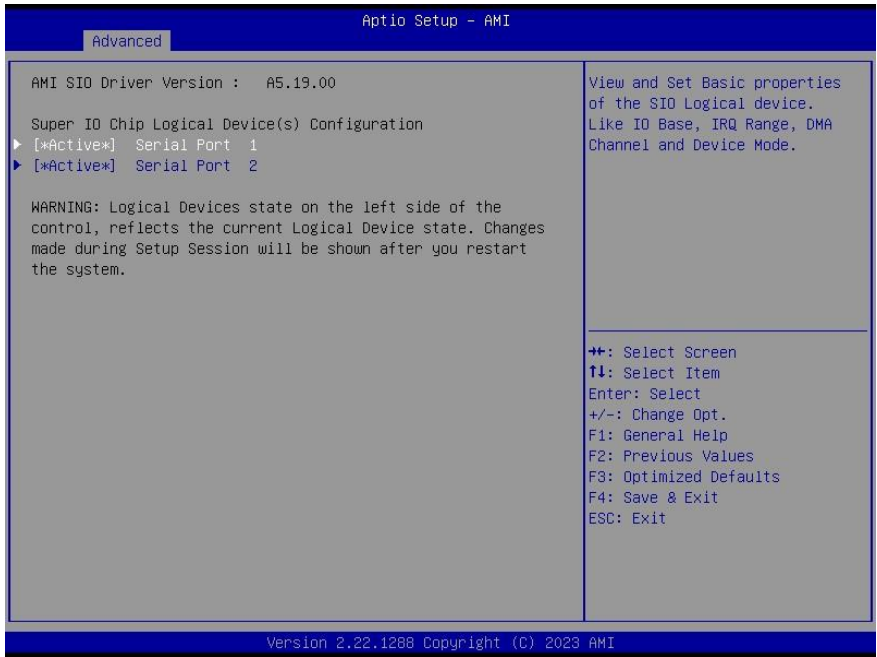 Aptio Setup - AMI
Advanced
AMI SIO Driver Version :   A5.19.00
Super IO Chip Logical Device(s) Configuration
[*Active*]  Serial Port  1
[*Active*]  Serial Port  2
WARNING: Logical Devices state on the left side of the
control, reflects the current Logical Device state. Changes
made during Setup Session will be shown after you restart
the system.
View and Set Basic properties
of the SIO Logical device.
Like IO Base, IRQ Range, DMA
Channel and Device Mode.
→←: Select Screen
↑↓: Select Item
Enter: Select
+/-: Change Opt.
F1: General Help
F2: Previous Values
F3: Optimized Defaults
F4: Save & Exit
ESC: Exit
Version 2.22.1288 Copyright (C) 2023 AMI